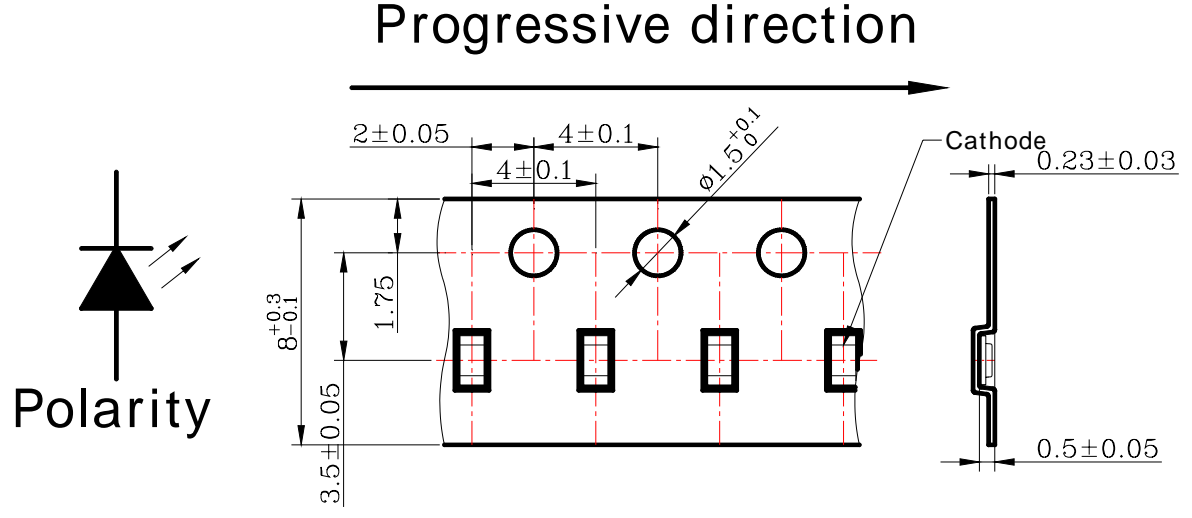 Progressive direction
2±0.05
4±0.1
ø1.5 +0.1 0
Cathode
0.23±0.03
4±0.1
1.75
8 +0.3 -0.1
3.5±0.05
Polarity
0.5±0.05